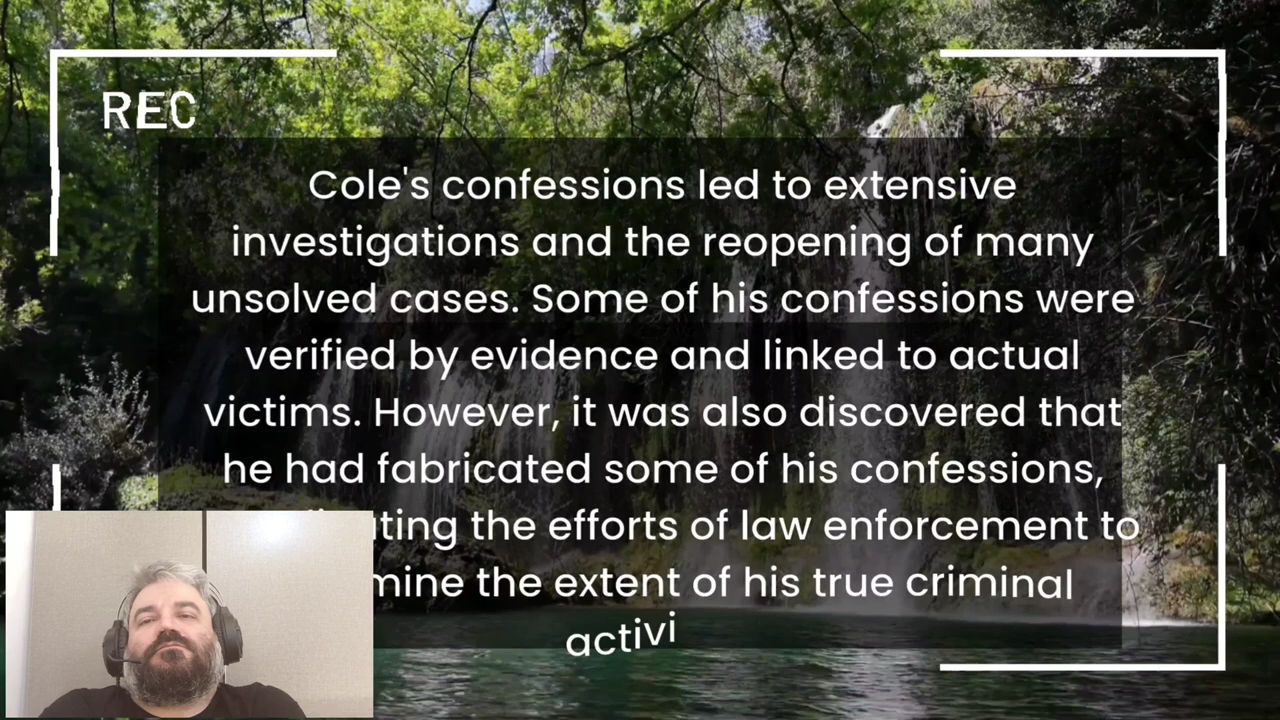 REC
Cole's confessions led to extensive
investigations and the reopening of many
unsolved cases. Some of his confessions were
verified by evidence and linked to actual
victims. However, it was also discovered that
he had fabricated some of his confessions,
the efforts of law enforcement to
the extent of his true criminal
activi